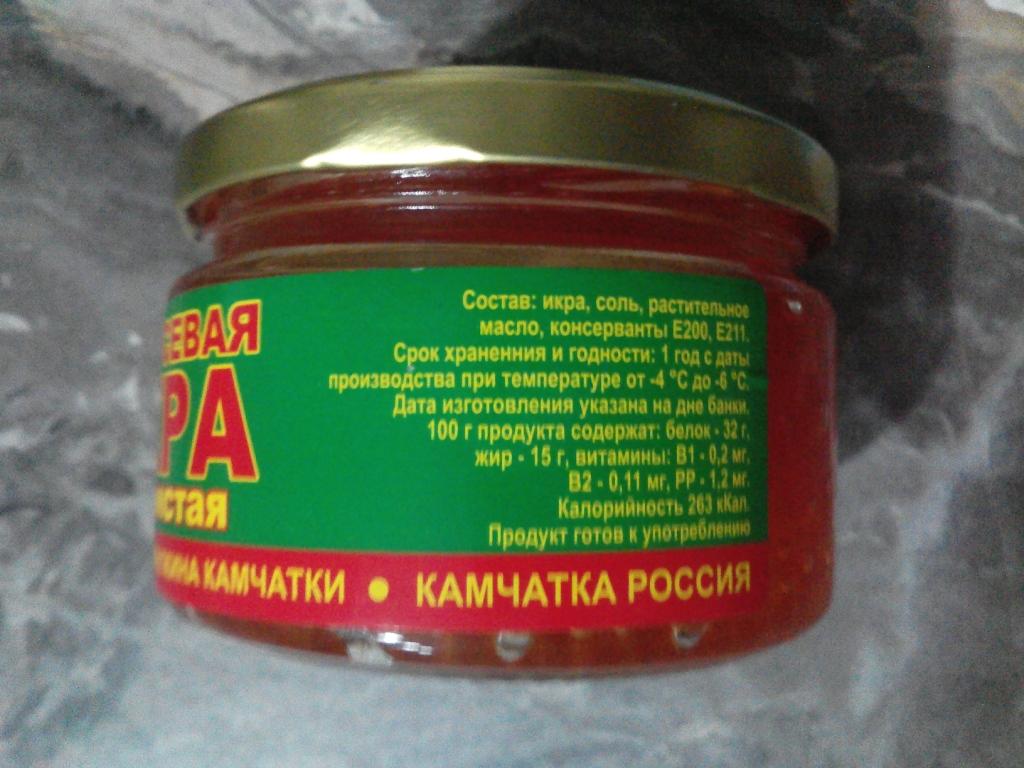 ЕВАЯ
РА
стая
Состав: икра, соль, растительное
масло, консерванты Е200, Е211.
Срок храненния и годности: 1 год с даты
производства при температуре от -4 °С до -6 °С.
Дата изготовления указана на дне банки.
100 г продукта содержат: белок - 32 г,
жир - 15 г, витамины: В1 - 0,2 мг,
В2 - 0,11 мг, РР - 1,2 мг.
Калорийность 263 кКал.
Продукт готов к употреблению
КАМЧАТКИ • КАМЧАТКА РОССИЯ